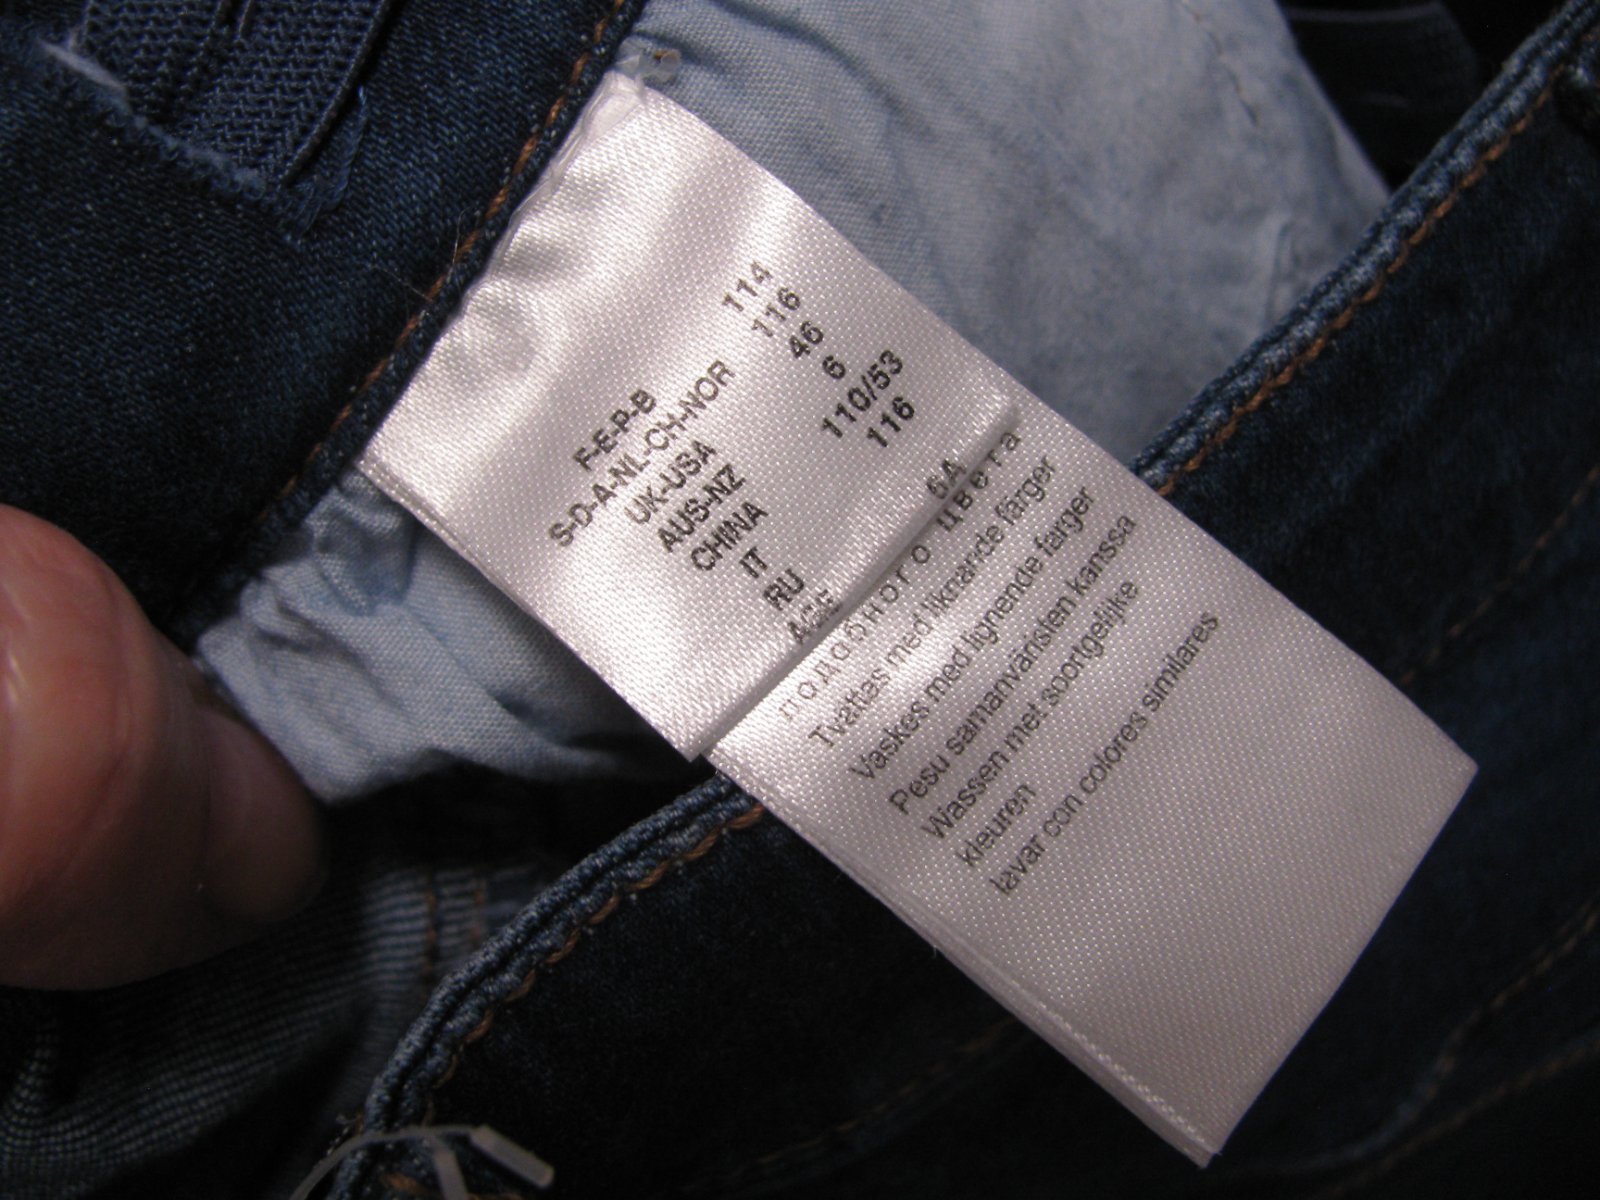 F-E-P-B 114
S-D-A-NL-CH-NOR 116
UK-USA 46
AUS-NZ 6
CHINA 110/53
IT 116
RU
AGE 6A
подобного цвета
Tvättas med liknande färger
Vaskes med lignende farger
Pesu samanväristen kanssa
Wassen met soortgelijke
kleuren
lavar con colores similares